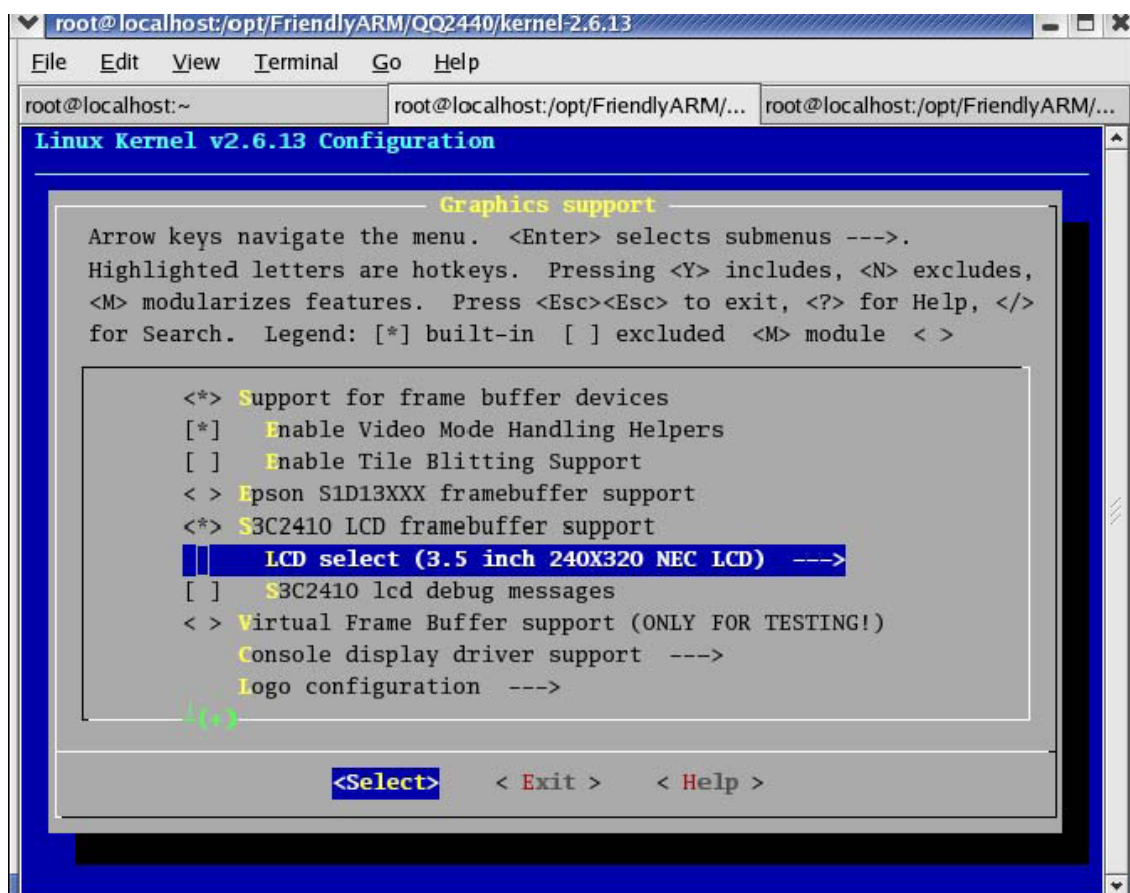 root@localhost:/opt/FriendlyARM/QQ2440/kernel-2.6.13
File Edit View Terminal Go Help
root@localhost:~ root@localhost:/opt/FriendlyARM/... root@localhost:/opt/FriendlyARM/...
Linux Kernel v2.6.13 Configuration
Graphics support
Arrow keys navigate the menu. <Enter> selects submenus --->.
Highlighted letters are hotkeys. Pressing <Y> includes, <N> excludes,
<M> modularizes features. Press <Esc><Esc> to exit, <?> for Help, </>
for Search. Legend: [*] built-in [ ] excluded <M> module < >
<*> Support for frame buffer devices
[*] Enable Video Mode Handling Helpers
[ ] Enable Tile Blitting Support
< > Epson S1D13XXX framebuffer support
<*> S3C2410 LCD framebuffer support
LCD select (3.5 inch 240X320 NEC LCD) --->
[ ] S3C2410 lcd debug messages
< > Virtual Frame Buffer support (ONLY FOR TESTING!)
Console display driver support --->
Logo configuration --->
┴(+)
<Select> < Exit > < Help >